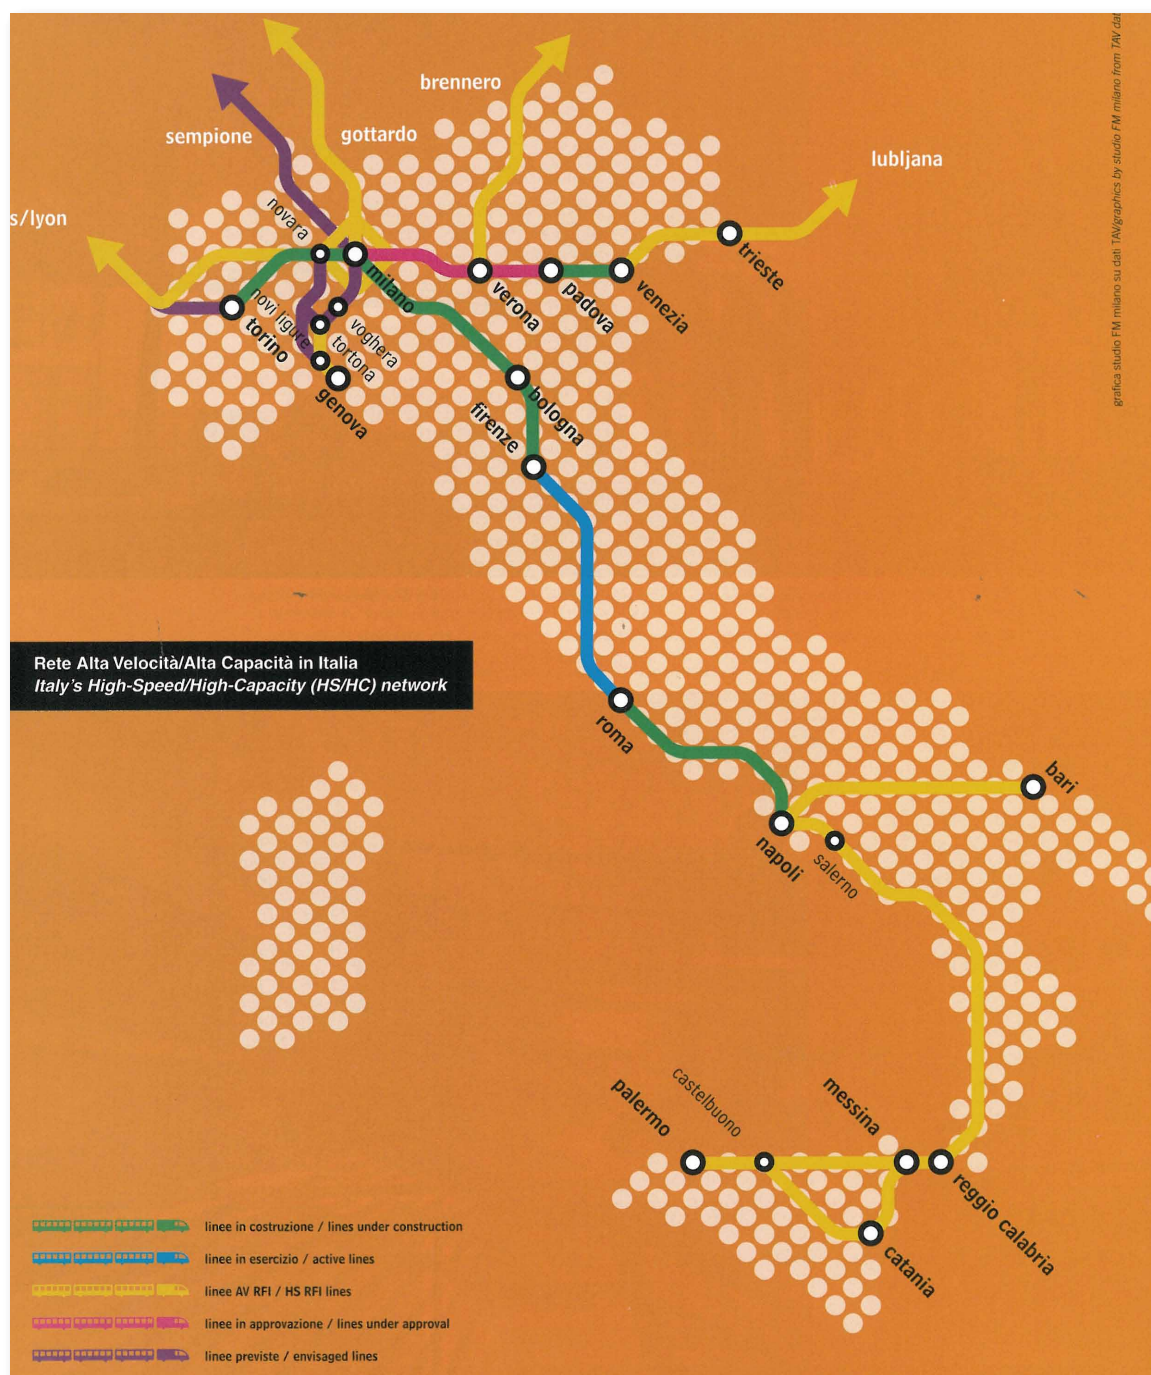 brennero
sempione
gottardo
lubljana
s/lyon
novara
milano
trieste
verona
padova
venezia
novi ligure
torino
voghera
tortona
genova
firenze
bologna
grafica studio FM milano su dati TAV/graphics by studio FM milano from TAV dat
Rete Alta Velocità/Alta Capacità in Italia
Italy's High-Speed/High-Capacity (HS/HC) network
roma
bari
napoli
salerno
palermo
castelbuono
messina
reggio calabria
catania
linee in costruzione / lines under construction
linee in esercizio / active lines
linee AV RFI / HS RFI lines
linee in approvazione / lines under approval
linee previste / envisaged lines